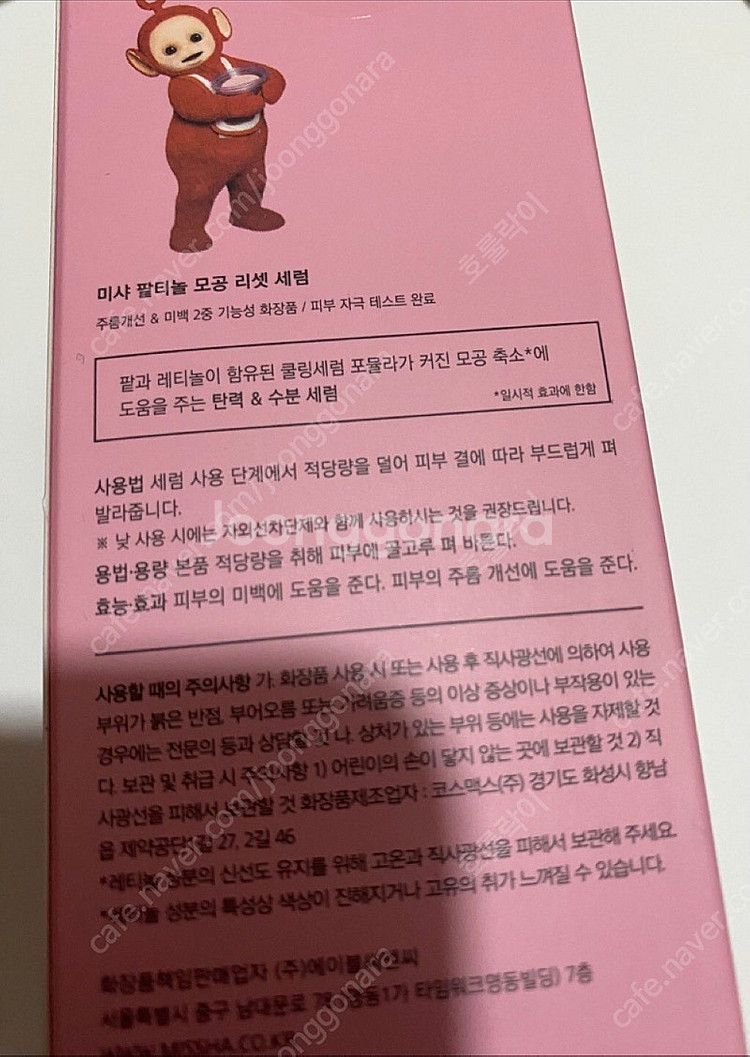 미샤 팥티놀 모공 리셋 세럼
주름개선 & 미백 2중 기능성 화장품 / 피부 자극 테스트 완료
팥과 레티놀이 함유된 쿨링세럼 포뮬라가 커진 모공 축소*에
도움을 주는 탄력 & 수분 세럼
*일시적 효과에 한함
사용법 세럼 사용 단계에서 적당량을 덜어 피부 결에 따라 부드럽게 펴
발라줍니다.
※ 낮 사용 시에는 자외선차단제와 함께 사용하시는 것을 권장드립니다.
용법·용량 본품 적당량을 취해 피부에 골고루 펴 바른다.
효능·효과 피부의 미백에 도움을 준다. 피부의 주름 개선에 도움을 준다.
사용할 때의 주의사항 가. 화장품 사용 시 또는 사용 후 직사광선에 의하여 사용
부위가 붉은 반점, 부어오름 또는 가려움증 등의 이상 증상이나 부작용이 있는
경우에는 전문의 등과 상담할 것 나. 상처가 있는 부위 등에는 사용을 자제할 것
다. 보관 및 취급 시 주의사항 1) 어린이의 손이 닿지 않는 곳에 보관할 것 2) 직
사광선을 피해서 보관할 것 화장품제조업자 : 코스맥스(주) 경기도 화성시 향남
읍 제약공단1길 27, 2길 46
*레티놀 성분의 신선도 유지를 위해 고온과 직사광선을 피해서 보관해 주세요.
*레티놀 성분의 특성상 색상이 진해지거나 고유의 취가 느껴질 수 있습니다.
화장품책임판매업자 (주)에이블씨엔씨
서울특별시 중구 남대문로 78 (명동1가) 타임워크명동빌딩) 7층
WWW.MISSHA.CO.KR
joonggonara
cafe.naver.com/joonggonara
호롤락이